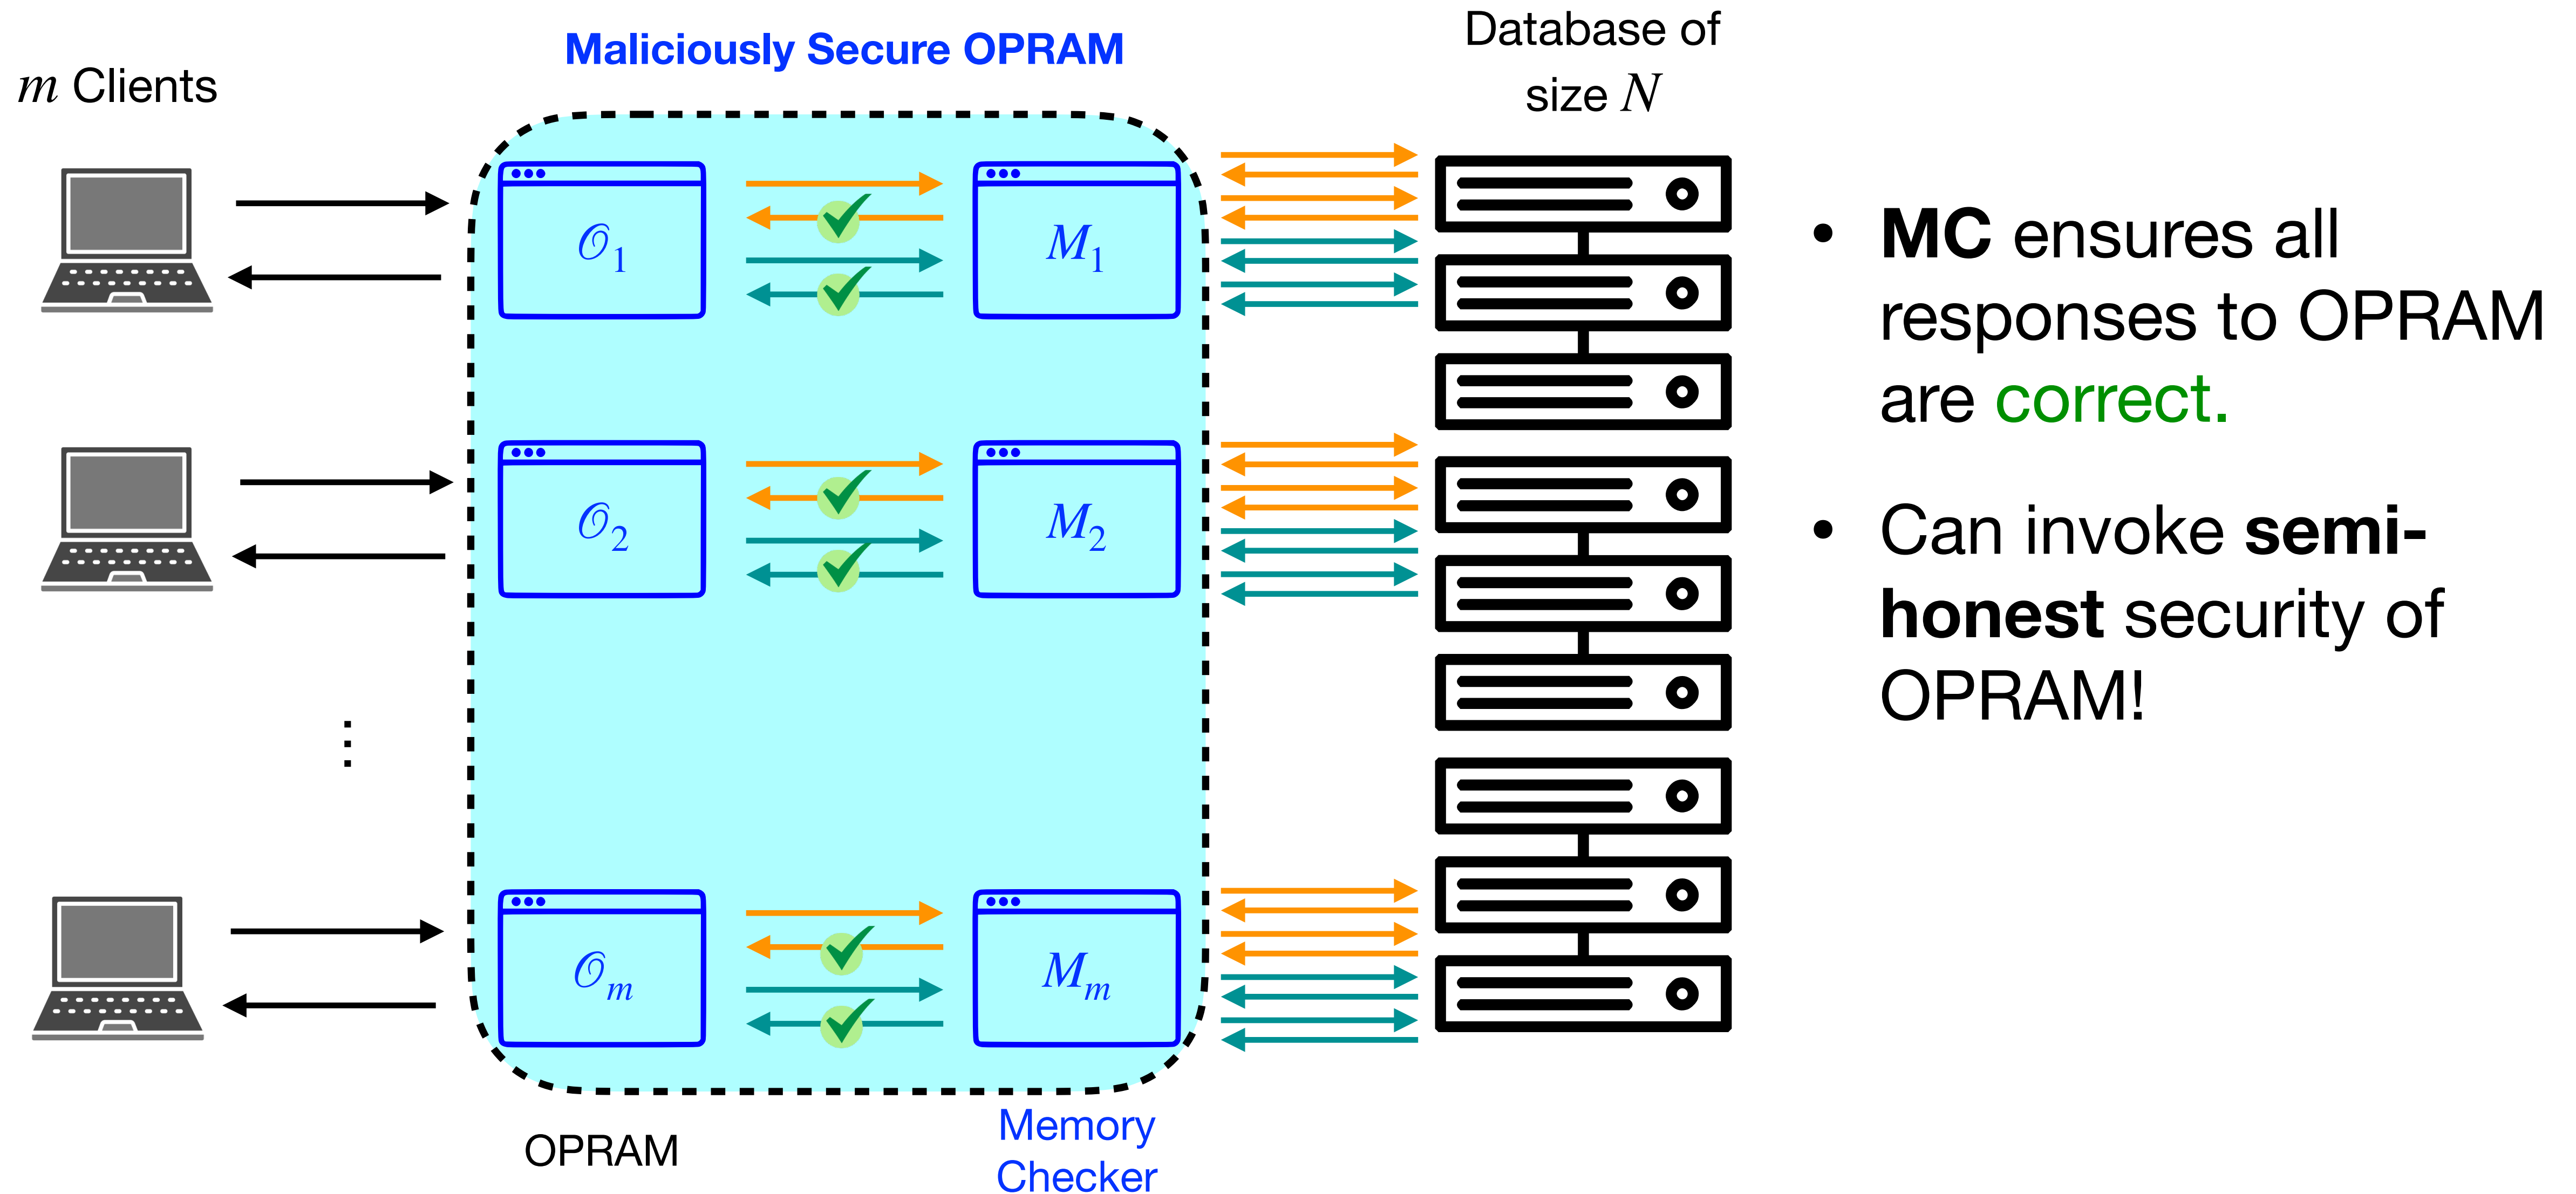 Maliciously Secure OPRAM
Database of
size N
m Clients
𝒪₁
M₁
𝒪₂
M₂
⋮
𝒪ₘ
Mₘ
OPRAM
Memory
Checker
• MC ensures all
responses to OPRAM
are correct.
• Can invoke semi-
honest security of
OPRAM!